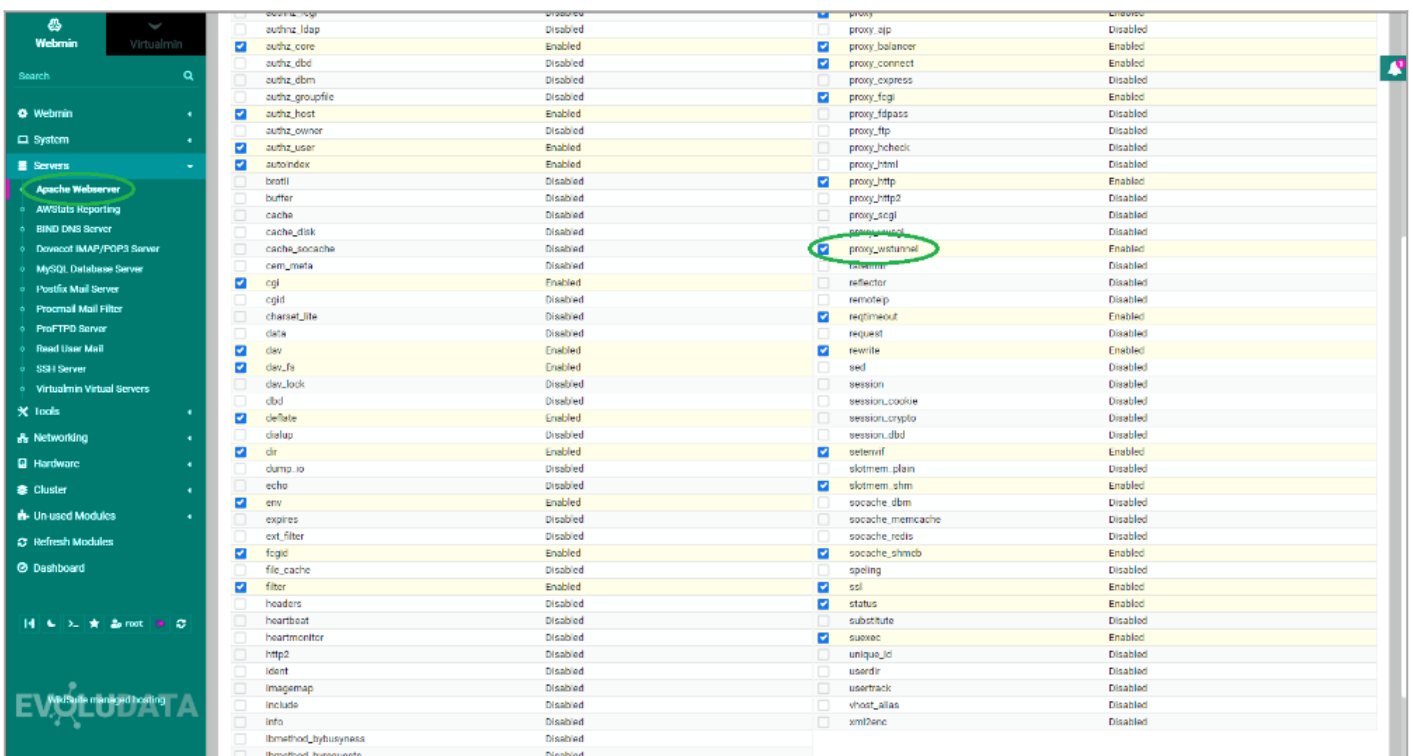 Webmin
Virtualmin
Search
Webmin
System
Servers
Apache Webserver
AWStats Reporting
BIND DNS Server
Dovecot IMAP/POP3 Server
MySQL Database Server
Postfix Mail Server
Procmail Mail Filter
ProFTPD Server
Read User Mail
SSH Server
Virtualmin Virtual Servers
Tools
Networking
Hardware
Cluster
Un-used Modules
Refresh Modules
Dashboard
root
WikiSuite managed hosting
EVOLUDATA
authnz_ldap Disabled
authz_core Enabled
authz_dbd Disabled
authz_dbm Disabled
authz_groupfile Disabled
authz_host Enabled
authz_owner Disabled
authz_user Enabled
autoindex Enabled
brotli Disabled
buffer Disabled
cache Disabled
cache_disk Disabled
cache_socache Disabled
cern_meta Disabled
cgi Enabled
cgid Disabled
charset_lite Disabled
data Disabled
dav Enabled
dav_fs Enabled
dav_lock Disabled
dbd Disabled
deflate Enabled
dialup Disabled
dir Enabled
dump_io Disabled
echo Disabled
env Enabled
expires Disabled
ext_filter Disabled
fcgid Enabled
file_cache Disabled
filter Enabled
headers Disabled
heartbeat Disabled
heartmonitor Disabled
http2 Disabled
ident Disabled
imagemap Disabled
include Disabled
info Disabled
lbmethod_bybusyness Disabled
lbmethod_byrequests Disabled
proxy Enabled
proxy_ajp Disabled
proxy_balancer Enabled
proxy_connect Enabled
proxy_express Disabled
proxy_fcgi Enabled
proxy_fdpass Disabled
proxy_ftp Disabled
proxy_hcheck Disabled
proxy_html Disabled
proxy_http Enabled
proxy_http2 Disabled
proxy_scgi Disabled
Disabled
proxy_wstunnel Enabled
Disabled
reflector Disabled
remoteip Disabled
reqtimeout Enabled
request Disabled
rewrite Enabled
sed Disabled
session Disabled
session_cookie Disabled
session_crypto Disabled
session_dbd Disabled
setenvif Enabled
slotmem_plain Disabled
slotmem_shm Enabled
socache_dbm Disabled
socache_memcache Disabled
socache_redis Disabled
socache_shmcb Enabled
speling Disabled
ssl Enabled
status Enabled
substitute Disabled
suexec Enabled
unique_id Disabled
userdir Disabled
usertrack Disabled
vhost_alias Disabled
xml2enc Disabled